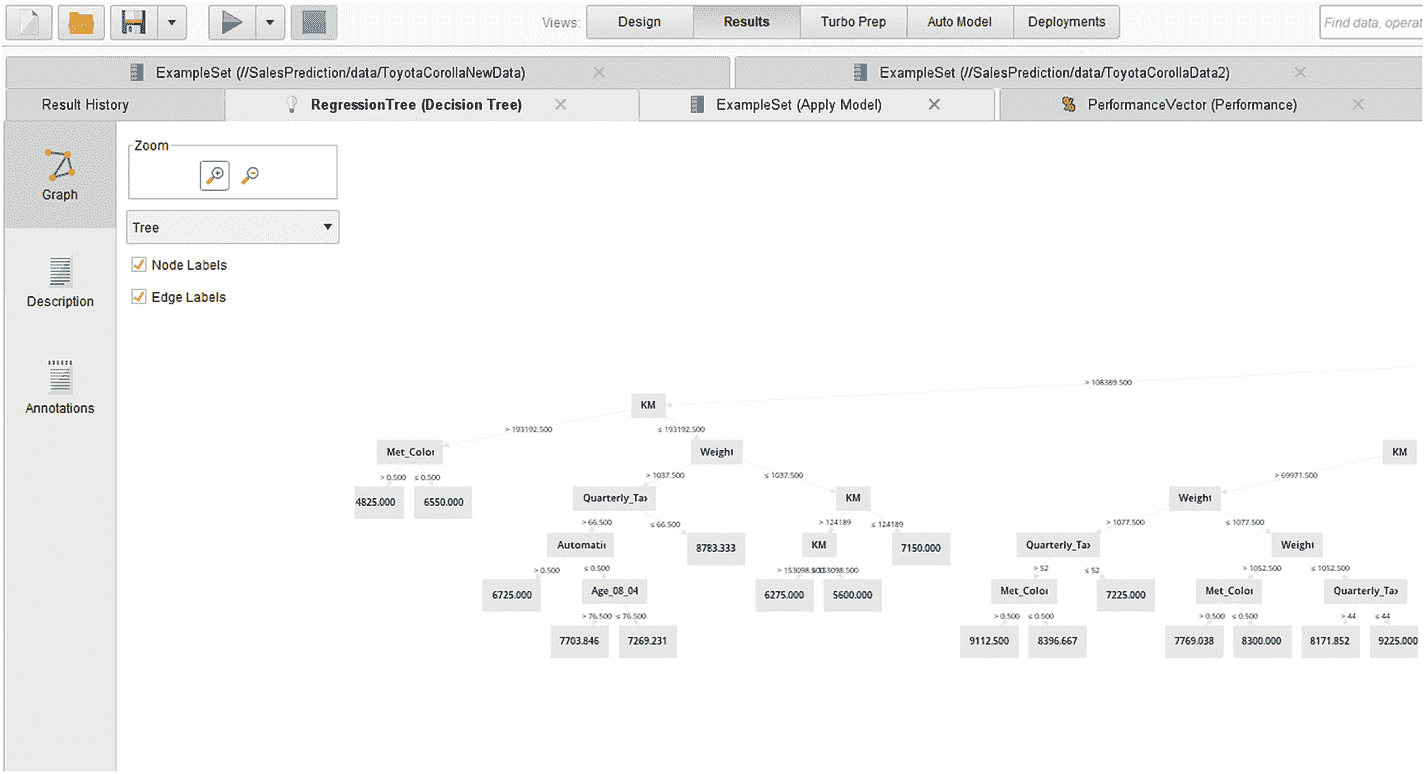 Views: Design Results Turbo Prep Auto Model Deployments Find data, operat
ExampleSet (//SalesPrediction/data/ToyotaCorollaNewData) ExampleSet (//SalesPrediction/data/ToyotaCorollaData2)
Result History RegressionTree (Decision Tree) ExampleSet (Apply Model) PerformanceVector (Performance)
Graph
Description
Annotations
Zoom
Tree
Node Labels
Edge Labels
> 108389.500
KM
> 193192.500 ≤ 193192.500
Met_Color Weight KM
> 0.500 ≤ 0.500 > 1037.500 ≤ 1037.500 > 69971.500
4825.000 6550.000 Quarterly_Tax KM Weight
> 66.500 ≤ 66.500 > 124189 ≤ 124189 > 1077.500 ≤ 1077.500
Automatic 8783.333 KM 7150.000 Quarterly_Tax Weight
> 0.500 ≤ 0.500 > 153098.500 ≤ 153098.500 > 52 ≤ 52 > 1052.500 ≤ 1052.500
6725.000 Age_08_04 6275.000 5600.000 Met_Color 7225.000 Met_Color Quarterly_Tax
> 76.500 ≤ 76.500 > 0.500 ≤ 0.500 > 0.500 ≤ 0.500 > 44 ≤ 44
7703.846 7269.231 9112.500 8396.667 7769.038 8300.000 8171.852 9225.000